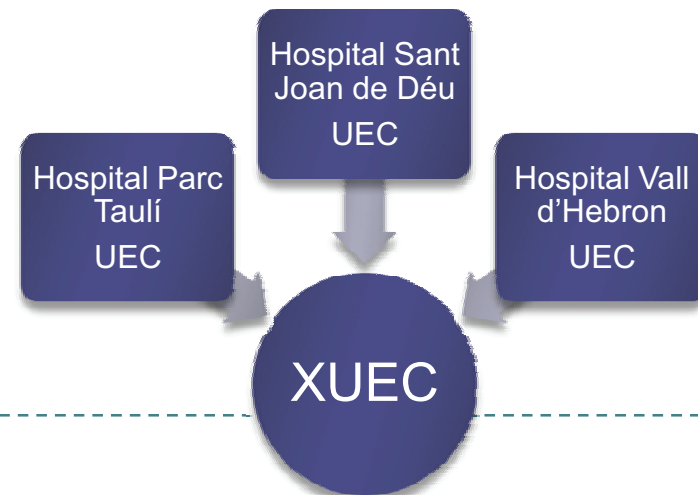 Hospital Sant
Joan de Déu
UEC
Hospital Parc
Taulí
UEC
Hospital Vall
d’Hebron
UEC
XUEC